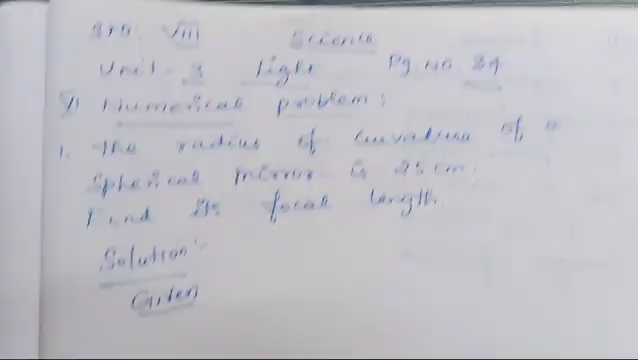 Std: VIII Science
Unit - 3 Light Pg. No. 34
VI Numerical problem:
1. The radius of curvature of a
Spherical mirror is 25 cm.
Find its focal length.
Solution:
Given